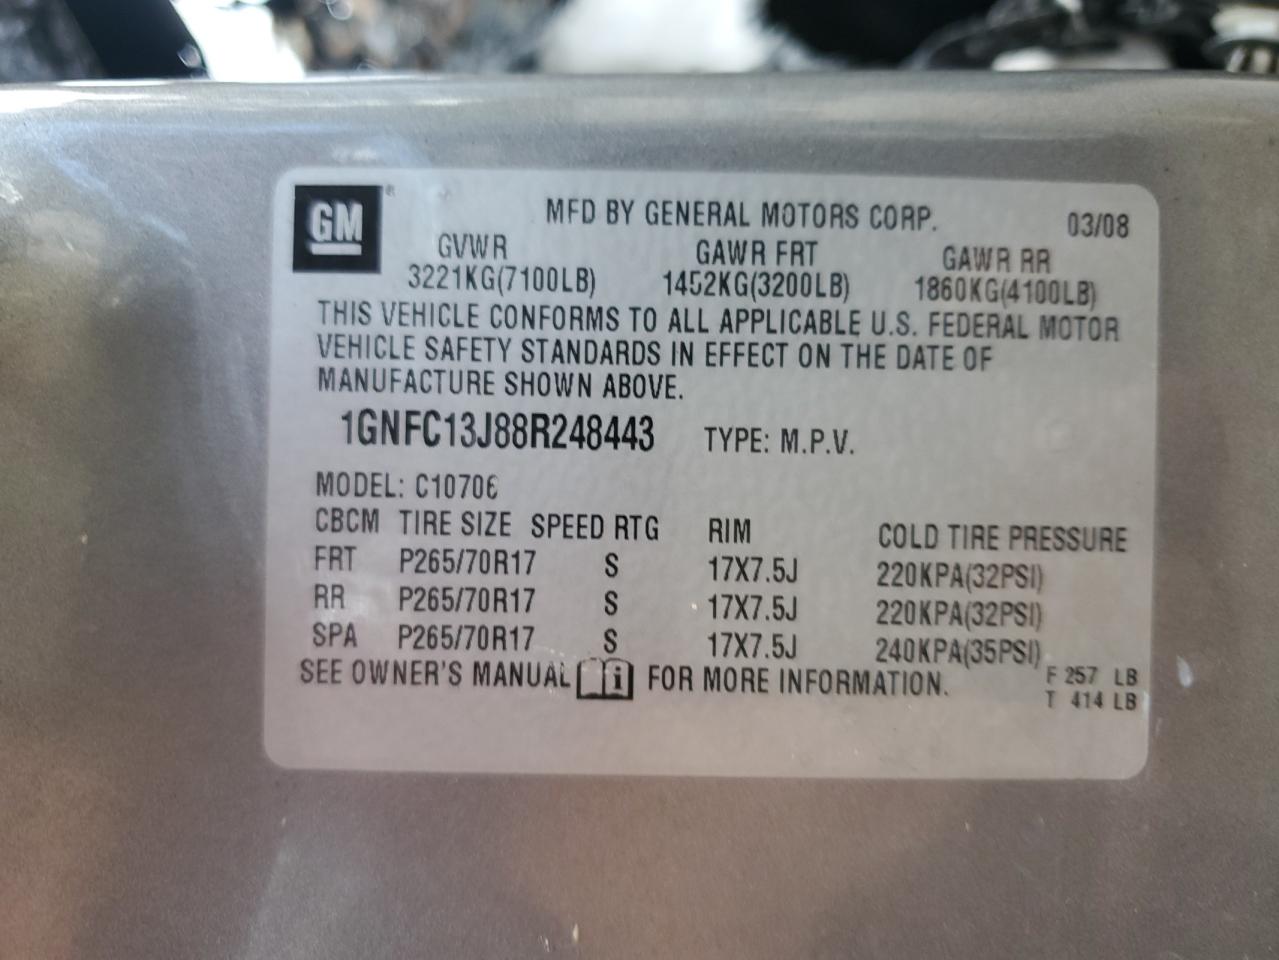 GM®
MFD BY GENERAL MOTORS CORP. 03/08
GVWR GAWR FRT GAWR RR
3221KG(7100LB) 1452KG(3200LB) 1860KG(4100LB)
THIS VEHICLE CONFORMS TO ALL APPLICABLE U.S. FEDERAL MOTOR
VEHICLE SAFETY STANDARDS IN EFFECT ON THE DATE OF
MANUFACTURE SHOWN ABOVE.
1GNFC13J88R248443 TYPE: M.P.V.
MODEL: C10706
CBCM TIRE SIZE SPEED RTG RIM COLD TIRE PRESSURE
FRT P265/70R17 S 17X7.5J 220KPA(32PSI)
RR P265/70R17 S 17X7.5J 220KPA(32PSI)
SPA P265/70R17 S 17X7.5J 240KPA(35PSI)
SEE OWNER'S MANUAL i FOR MORE INFORMATION.
F 257 LB
T 414 LB